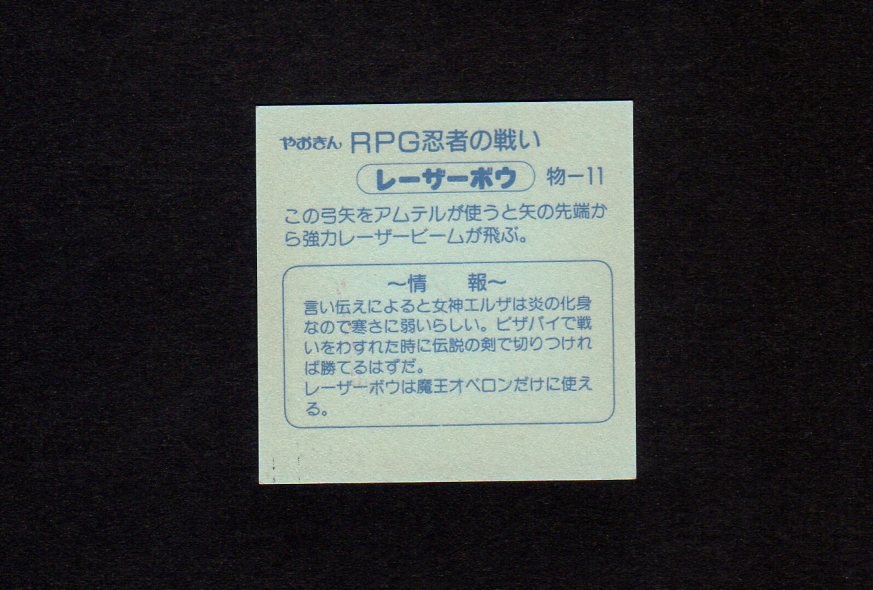 やおきん RPG忍者の戦い
レーザーボウ 物ー11
この弓矢をアムテルが使うと矢の先端か
ら強力レーザービームが飛ぶ。
〜情　報〜
言い伝えによると女神エルザは炎の化身
なので寒さに弱いらしい。ピザパイで戦
いをわすれた時に伝説の剣で切りつけれ
ば勝てるはずだ。
レーザーボウは魔王オベロンだけに使え
る。